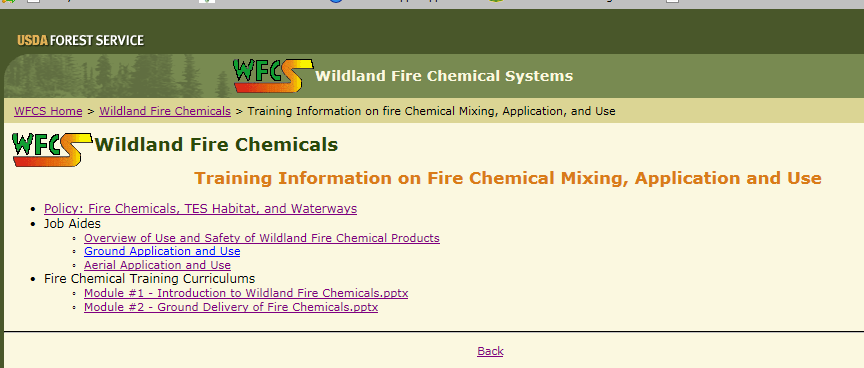 USDA FOREST SERVICE
WFCS Wildland Fire Chemical Systems
WFCS Home > Wildland Fire Chemicals > Training Information on fire Chemical Mixing, Application, and Use
WFCS Wildland Fire Chemicals
Training Information on Fire Chemical Mixing, Application and Use
• Policy: Fire Chemicals, TES Habitat, and Waterways
• Job Aides
◦ Overview of Use and Safety of Wildland Fire Chemical Products
◦ Ground Application and Use
◦ Aerial Application and Use
• Fire Chemical Training Curriculums
◦ Module #1 - Introduction to Wildland Fire Chemicals.pptx
◦ Module #2 - Ground Delivery of Fire Chemicals.pptx
Back